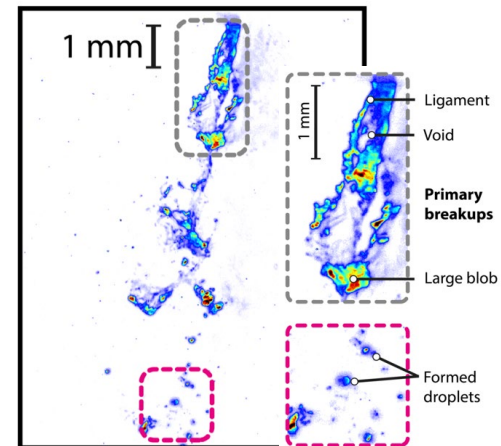 1 mm
1 mm
Ligament
Void
Primary
breakups
Large blob
Formed
droplets